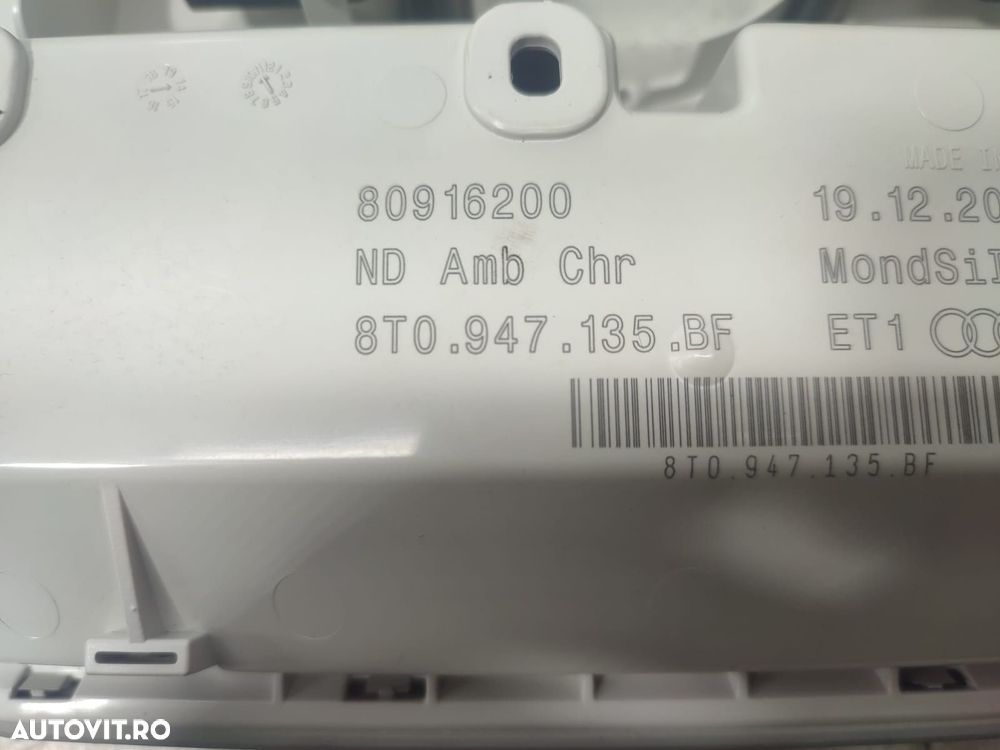 MADE IN
80916200 19.12.20
ND Amb Chr MondSil
8T0.947.135.BF ET1
8T0.947.135.BF
AUTOVIT.RO